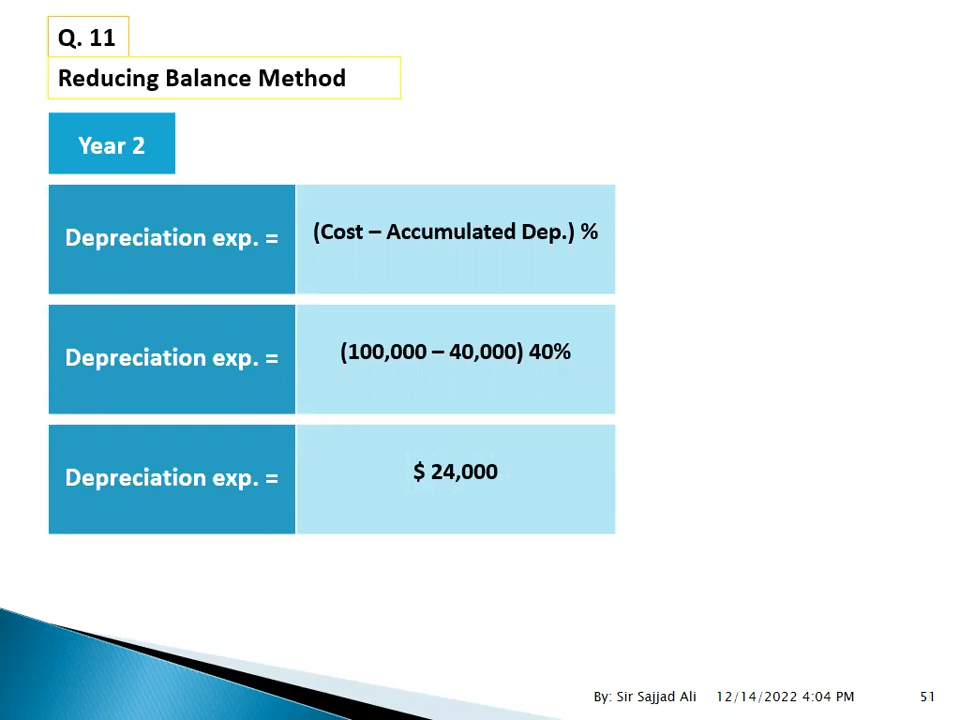 Q. 11
Reducing Balance Method
Year 2
Depreciation exp. = (Cost – Accumulated Dep.) %
Depreciation exp. = (100,000 – 40,000) 40%
Depreciation exp. = $ 24,000
By: Sir Sajjad Ali 12/14/2022 4:04 PM 51